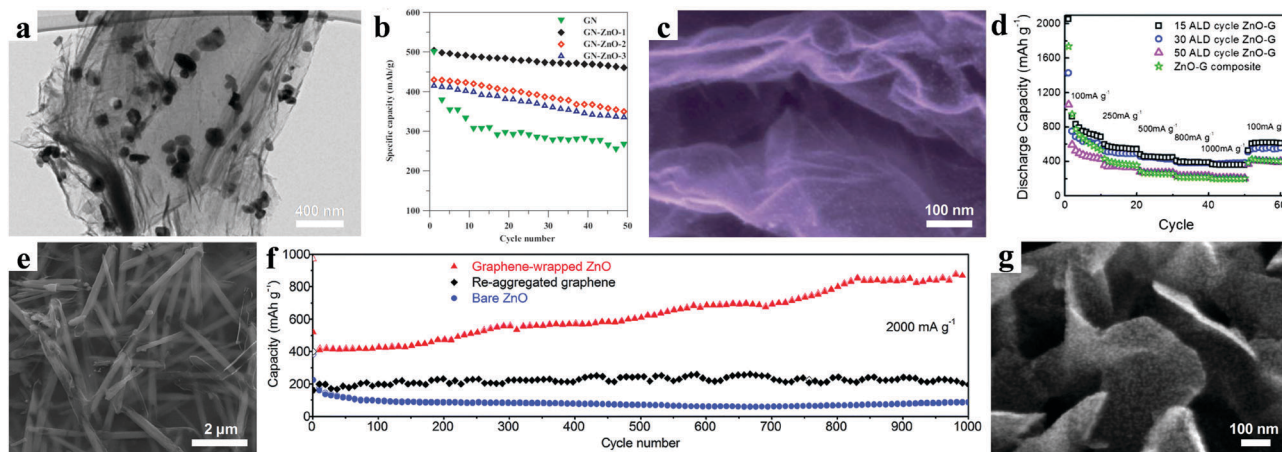 a
400 nm
b
Specific capacity (mAh/g)
600
500
400
300
200
100
0
10
20
30
40
50
Cycle number
GN
GN-ZnO-1
GN-ZnO-2
GN-ZnO-3
c
100 nm
d
Discharge Capacity (mAh g⁻¹)
2000
1600
1200
800
400
0
0
20
40
60
Cycle
15 ALD cycle ZnO-G
30 ALD cycle ZnO-G
50 ALD cycle ZnO-G
ZnO-G composite
100mA g⁻¹
250mA g⁻¹
500mA g⁻¹
800mA g⁻¹
1000mA g⁻¹
100mA g⁻¹
e
2 µm
f
Capacity (mAh g⁻¹)
1000
800
600
400
200
0
0
100
200
300
400
500
600
700
800
900
1000
Cycle number
Graphene-wrapped ZnO
Re-aggregated graphene
Bare ZnO
2000 mA g⁻¹
g
100 nm